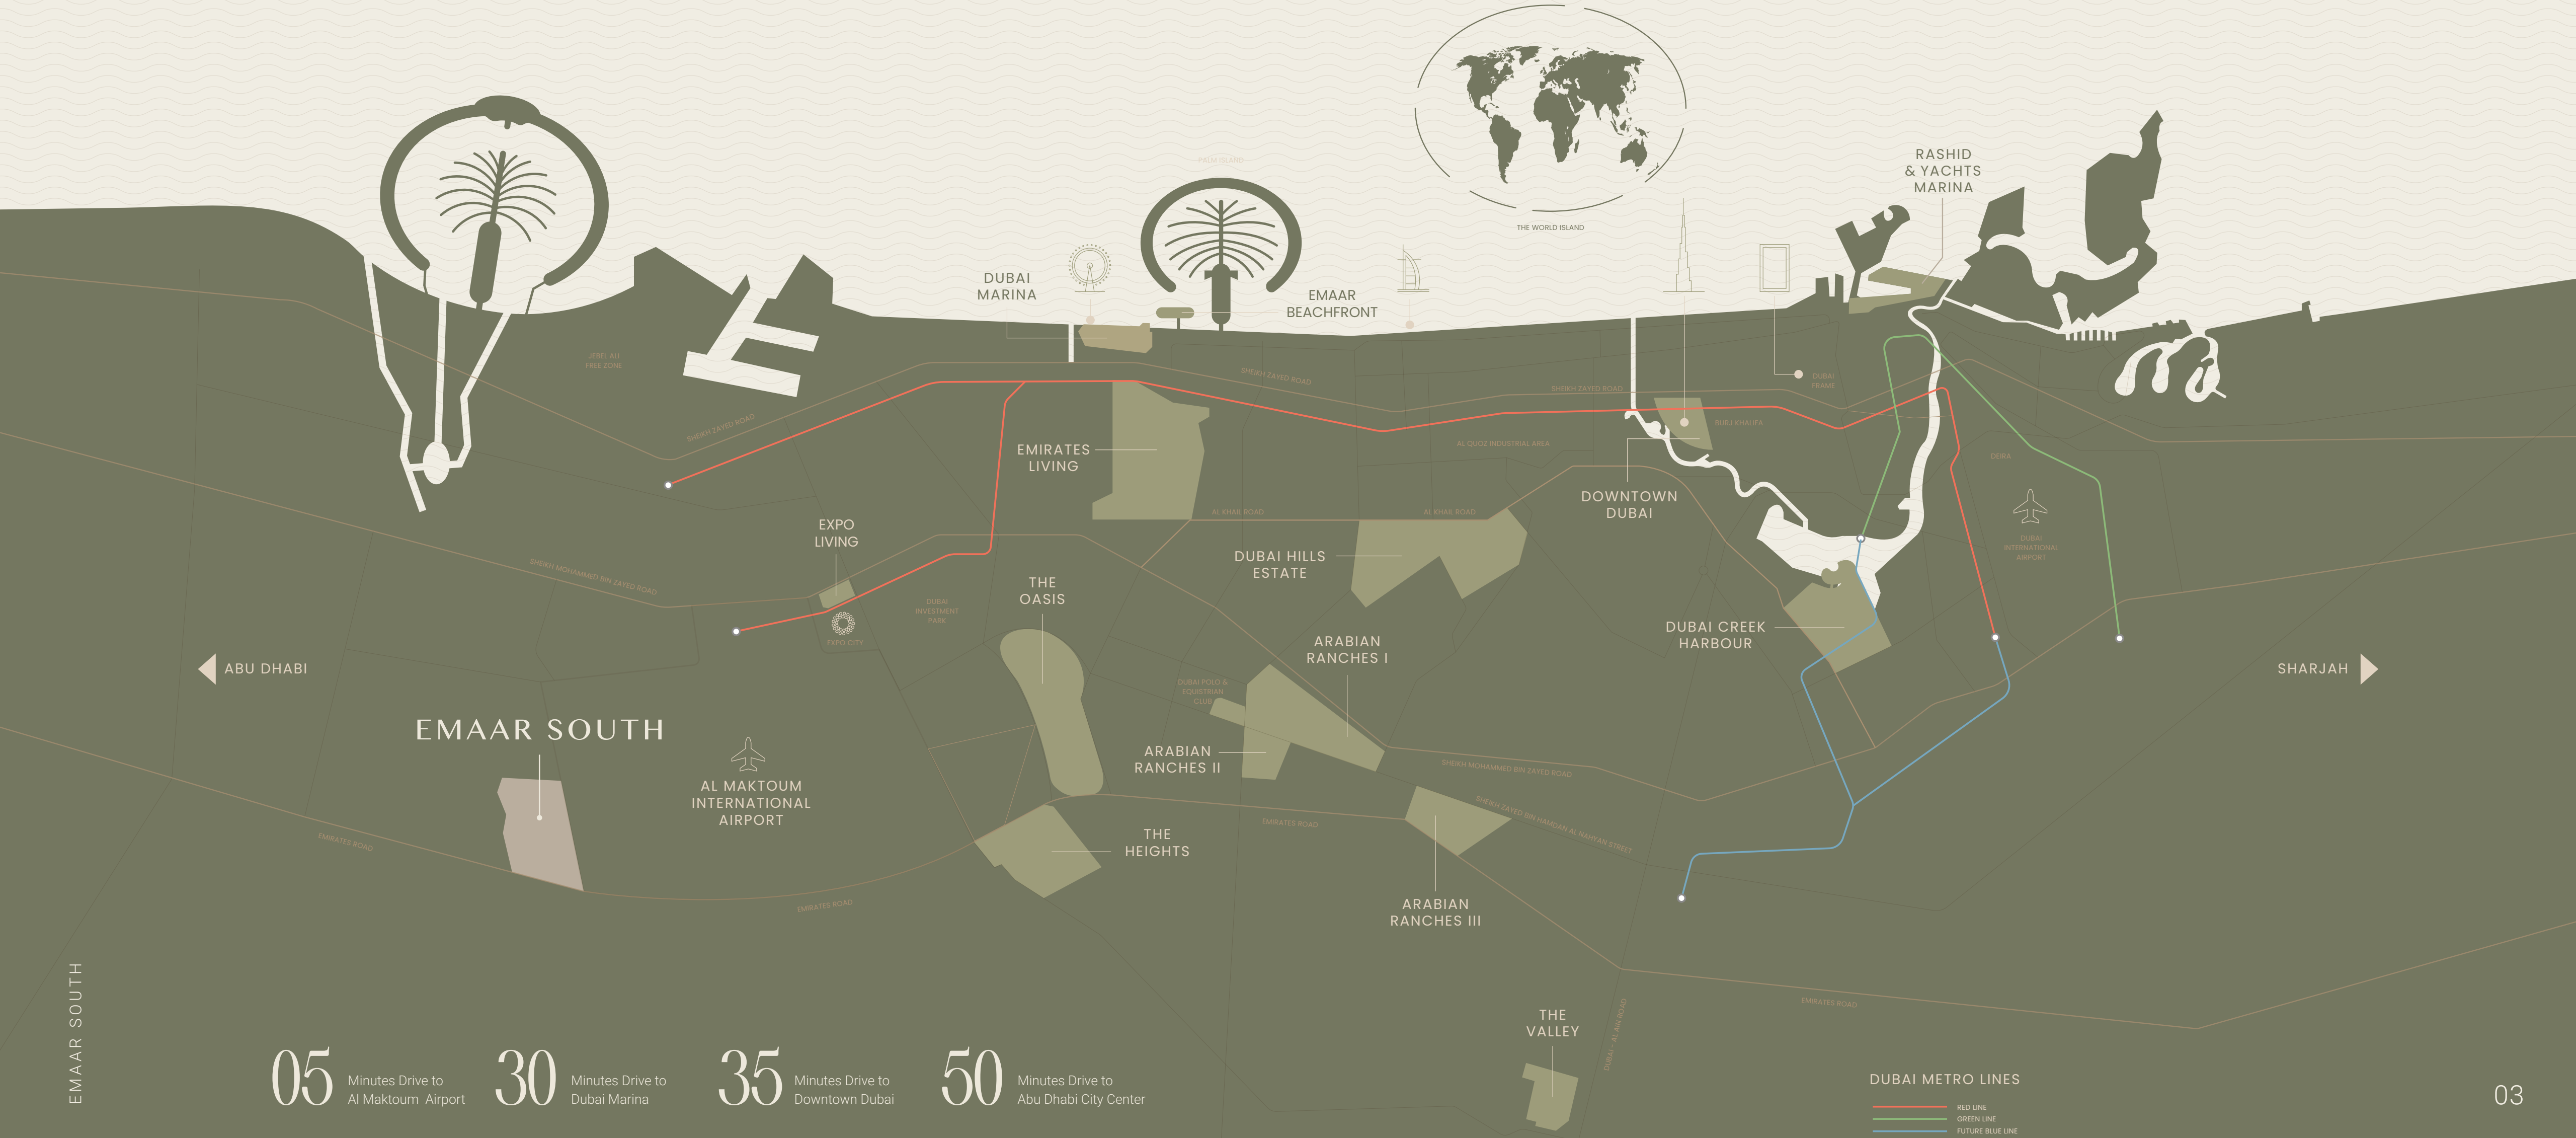 PALM ISLAND
THE WORLD ISLAND
RASHID
& YACHTS
MARINA
DUBAI
MARINA
EMAAR
BEACHFRONT
JEBEL ALI
FREE ZONE
SHEIKH ZAYED ROAD
SHEIKH ZAYED ROAD
SHEIKH ZAYED ROAD
DUBAI
FRAME
BURJ KHALIFA
AL QUOZ INDUSTRIAL AREA
DEIRA
EMIRATES
LIVING
DOWNTOWN
DUBAI
AL KHAIL ROAD
AL KHAIL ROAD
EXPO
LIVING
DUBAI
INTERNATIONAL
AIRPORT
DUBAI HILLS
ESTATE
SHEIKH MOHAMMED BIN ZAYED ROAD
THE
OASIS
DUBAI
INVESTMENT
PARK
EXPO CITY
DUBAI CREEK
HARBOUR
ARABIAN
RANCHES I
ABU DHABI
SHARJAH
DUBAI POLO &
EQUISTRIAN
CLUB
EMAAR SOUTH
ARABIAN
RANCHES II
SHEIKH MOHAMMED BIN ZAYED ROAD
AL MAKTOUM
INTERNATIONAL
AIRPORT
SHEIKH ZAYED BIN HAMDAN AL NAHYAN STREET
EMIRATES ROAD
EMIRATES ROAD
THE
HEIGHTS
EMIRATES ROAD
ARABIAN
RANCHES III
EMIRATES ROAD
DUBAI - AL AIN ROAD
THE
VALLEY
EMAAR SOUTH
05
Minutes Drive to
Al Maktoum Airport
30
Minutes Drive to
Dubai Marina
35
Minutes Drive to
Downtown Dubai
50
Minutes Drive to
Abu Dhabi City Center
DUBAI METRO LINES
RED LINE
GREEN LINE
FUTURE BLUE LINE
03